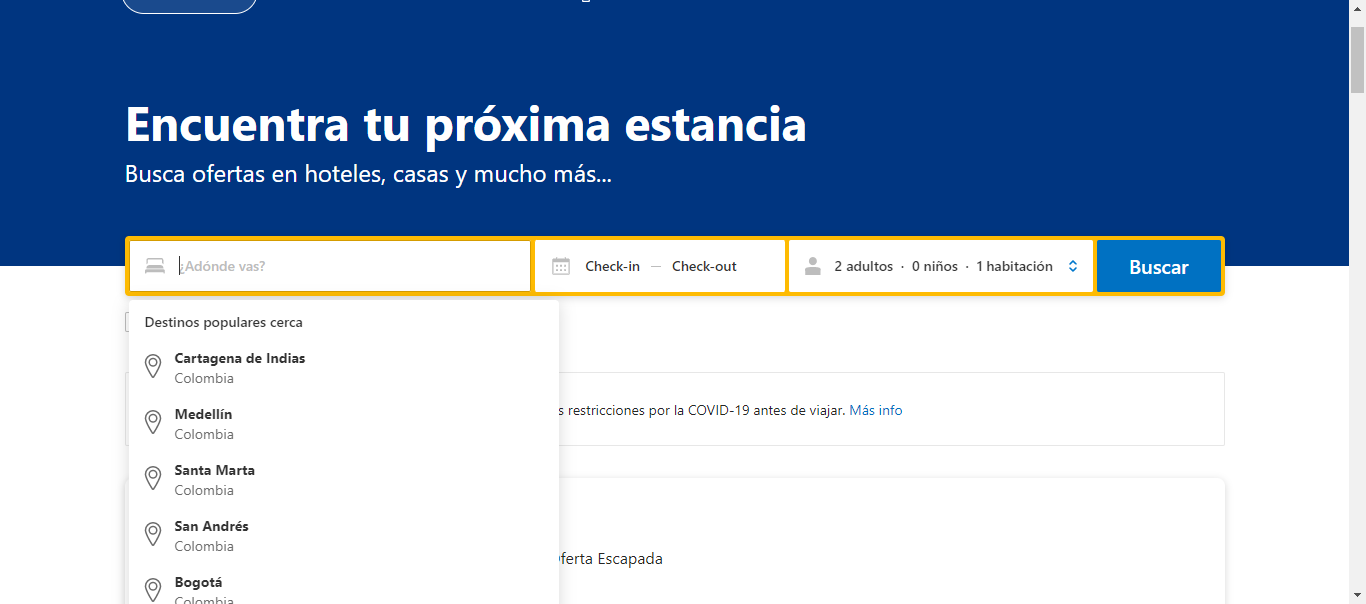 Encuentra tu próxima estancia
Busca ofertas en hoteles, casas y mucho más...
¿Adónde vas?
Check-in — Check-out
2 adultos · 0 niños · 1 habitación
Buscar
Destinos populares cerca
Cartagena de Indias
Colombia
Medellín
Colombia
Santa Marta
Colombia
San Andrés
Colombia
Bogotá
Colombia
restricciones por la COVID-19 antes de viajar. Más info
Escapada